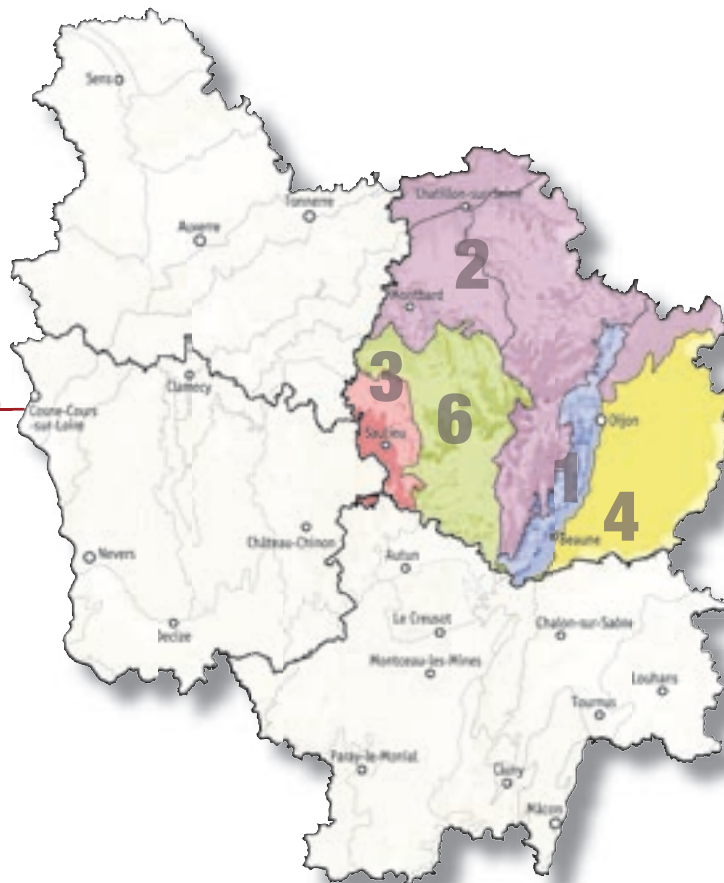 Sens
Châtillon-sur-Seine
Tonnerre
Auxerre
2
Montbard
3
Clamecy
6
Cosne-Cours
-sur-Loire
Dijon
Saulieu
1
4
Château-Chinon
Beaune
Nevers
Autun
Decize
Le Creusot
Chalon-sur-Saône
Montceau-les-Mines
Louhans
Tournus
Paray-le-Monial
Cluny
Mâcon